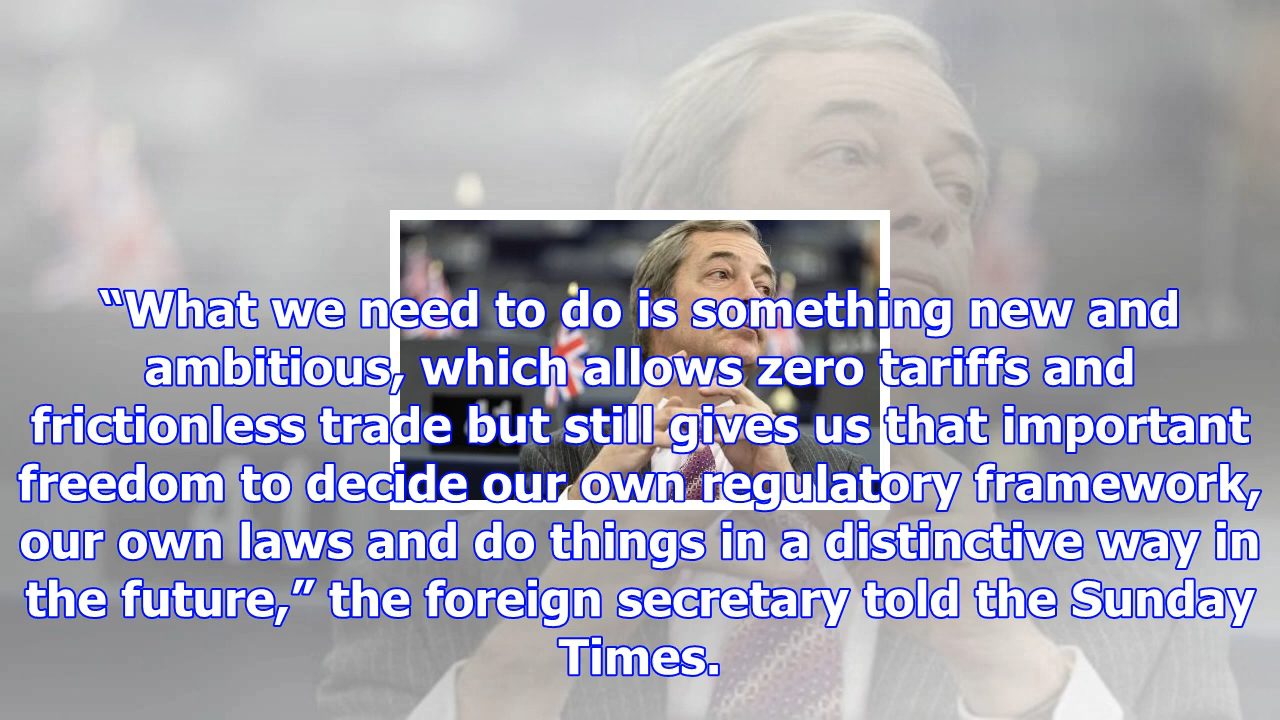 “What we need to do is something new and
ambitious, which allows zero tariffs and
frictionless trade but still gives us that important
freedom to decide our own regulatory framework,
our own laws and do things in a distinctive way in
the future,” the foreign secretary told the Sunday
Times.